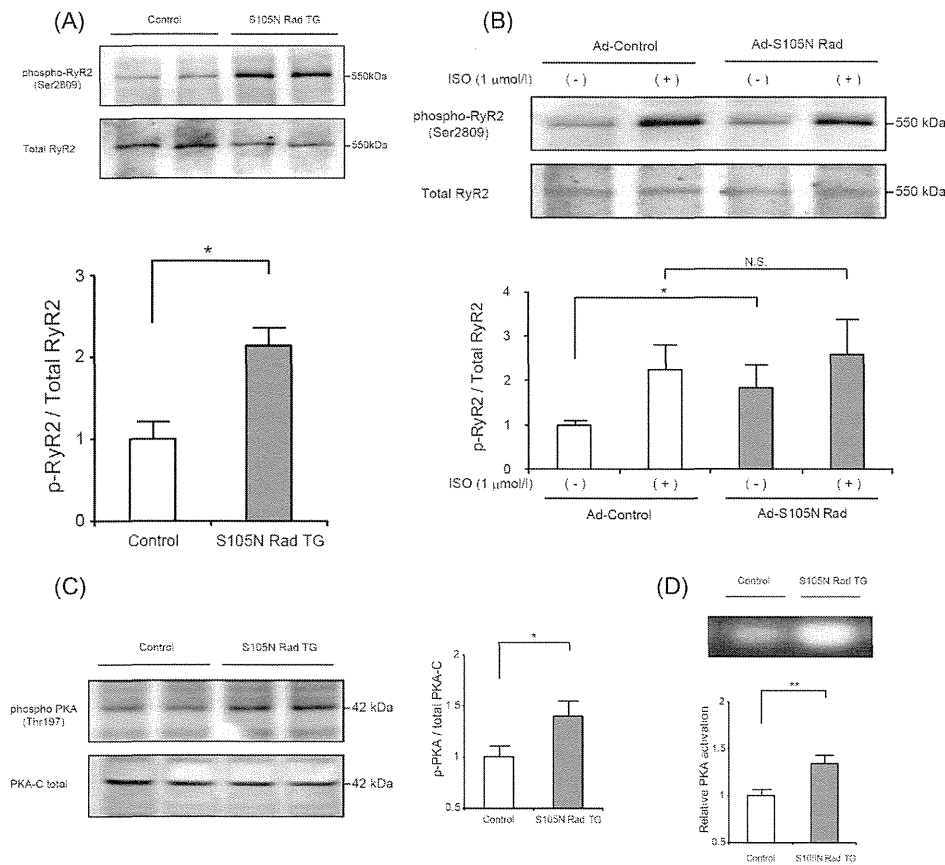 (A)
Control S105N Rad TG
phospho-RyR2
(Ser2809)
550kDa
Total RyR2
550kDa
*
3
2
1
0
p-RyR2 / Total RyR2
Control S105N Rad TG
(B)
Ad-Control Ad-S105N Rad
ISO (1 μmol/l) (-) (+) (-) (+)
phospho-RyR2
(Ser2809)
550 kDa
Total RyR2
550 kDa
N.S.
*
4
3
2
1
0
p-RyR2 / Total RyR2
ISO (1 μmol/l) (-) (+) (-) (+)
Ad-Control Ad-S105N Rad
(C)
Control S105N Rad TG
phospho PKA
(Thr197)
42 kDa
PKA-C total
42 kDa
*
2
1.5
1
0.5
p-PKA / total PKA-C
Control S105N Rad TG
(D)
Control S105N Rad TG
**
2
1.5
1
0.5
Relative PKA activation
Control S105N Rad TG